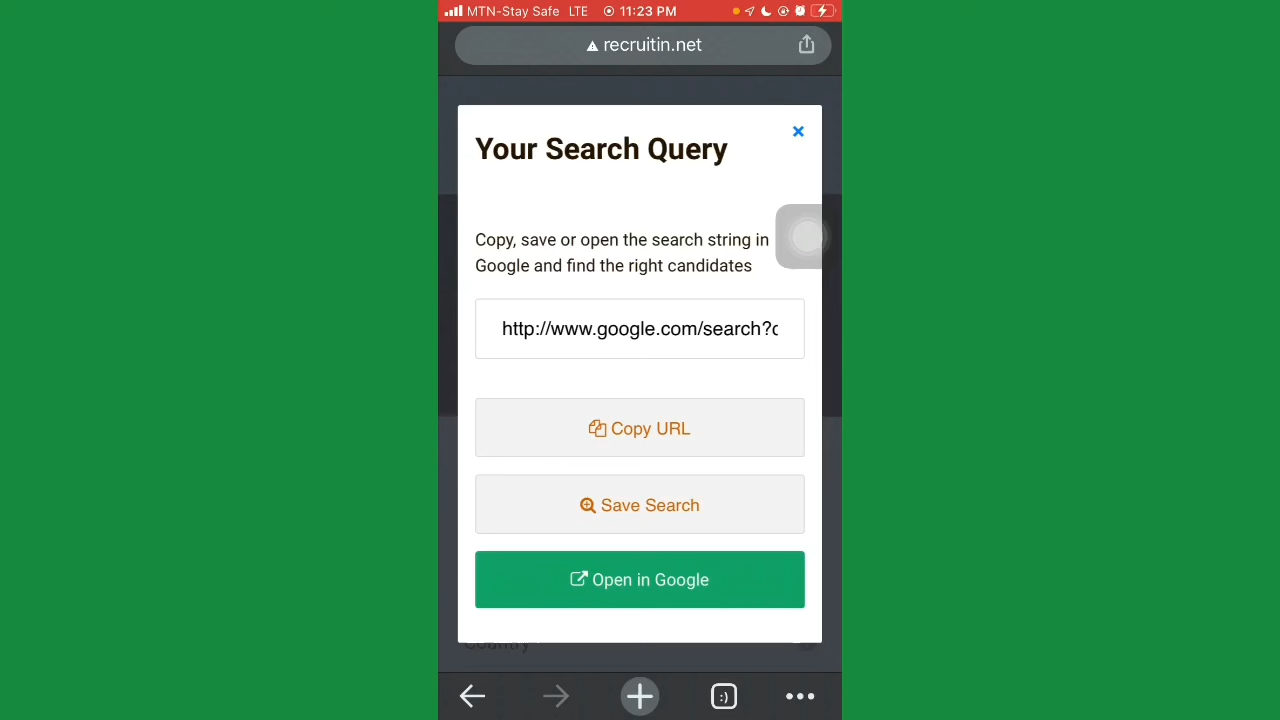 MTN-Stay Safe LTE 11:23 PM
recruitin.net
Your Search Query
Copy, save or open the search string in
Google and find the right candidates
http://www.google.com/search?
Copy URL
Save Search
Open in Google
Country
:)